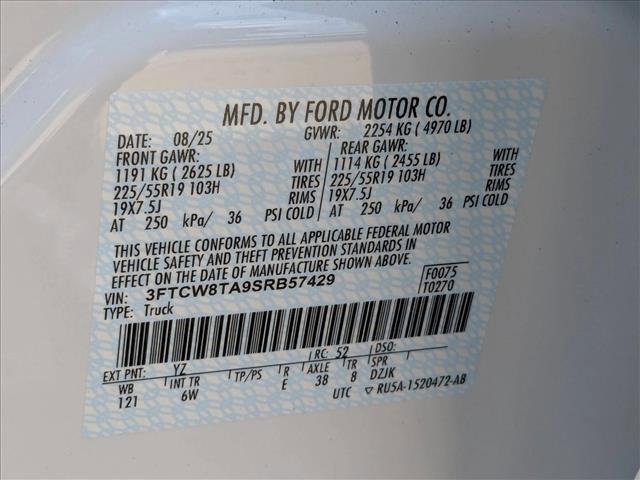 MFD. BY FORD MOTOR CO.
DATE: 08/25 GVWR: 2254 KG ( 4970 LB)
FRONT GAWR: REAR GAWR:
1191 KG ( 2625 LB) WITH 1114 KG ( 2455 LB) WITH
225/55R19 103H TIRES 225/55R19 103H TIRES
19X7.5J RIMS 19X7.5J RIMS
AT 250 kPa/ 36 PSI COLD AT 250 kPa/ 36 PSI COLD
THIS VEHICLE CONFORMS TO ALL APPLICABLE FEDERAL MOTOR
VEHICLE SAFETY AND THEFT PREVENTION STANDARDS IN
EFFECT ON THE DATE OF MANUFACTURE SHOWN ABOVE.
VIN: 3FTCW8TA9SRB57429 F0075
TYPE: Truck T0270
EXT PNT: YZ RC: 52 DSO:
WB INT TR TP/PS R AXLE TR SPR
121 6W E 38 8 DZJK
UTC ▽ RU5A-1520472-AB